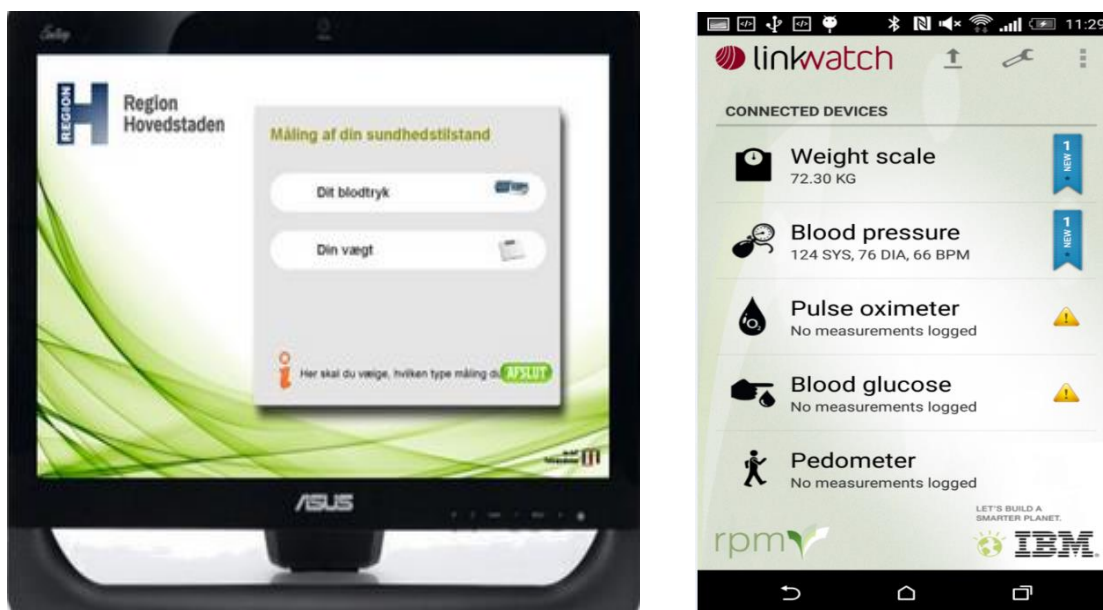 REGION
Region
Hovedstaden
Måling af din sundhedstilstand
Dit blodtryk
Din vægt
Her skal du vælge, hvilken type måling du
AFSLUT
ASUS
11:29
linkwatch
CONNECTED DEVICES
Weight scale
72.30 KG
NEW 1
Blood pressure
124 SYS, 76 DIA, 66 BPM
NEW 1
Pulse oximeter
No measurements logged
Blood glucose
No measurements logged
Pedometer
No measurements logged
LET'S BUILD A
SMARTER PLANET.
rpm
IBM.